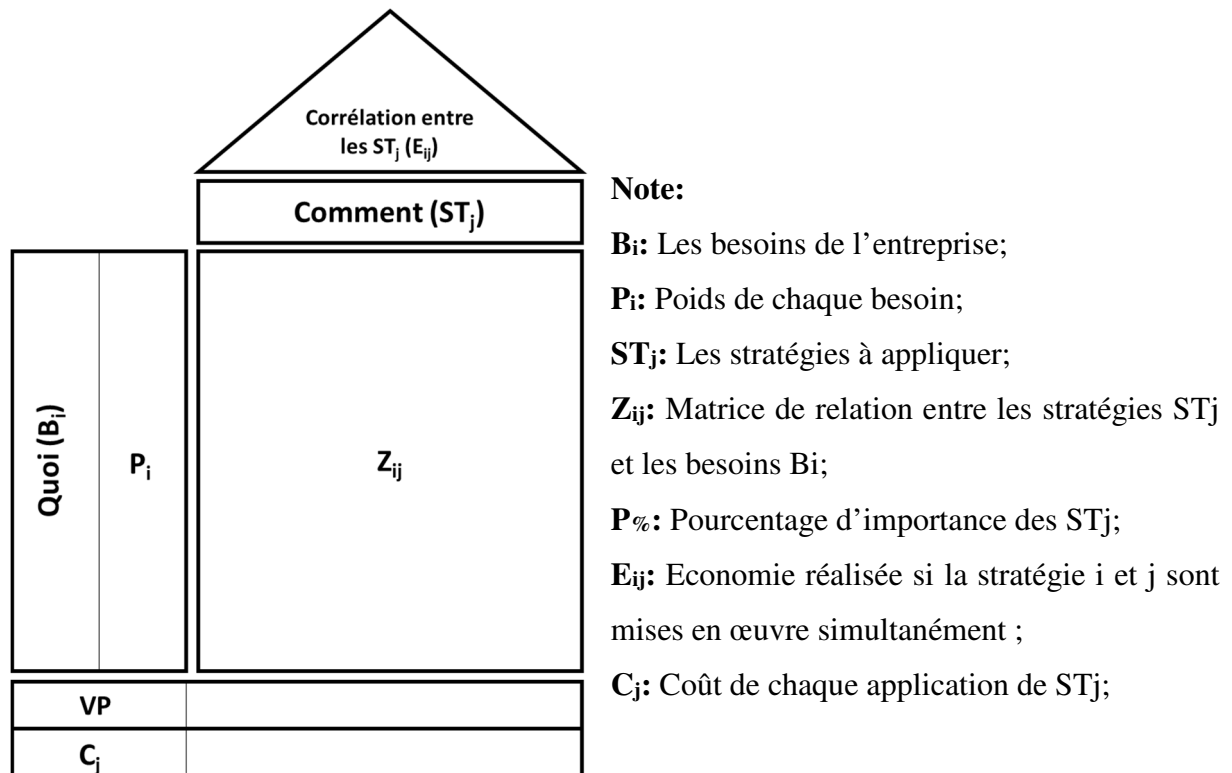 Corrélation entre
les STj (Eij)
Comment (STj)
Quoi (Bi)
Pi
Zij
VP
Cj
Note:
Bi: Les besoins de l’entreprise;
Pi: Poids de chaque besoin;
STj: Les stratégies à appliquer;
Zij: Matrice de relation entre les stratégies STj
et les besoins Bi;
P%: Pourcentage d’importance des STj;
Eij: Economie réalisée si la stratégie i et j sont
mises en œuvre simultanément ;
Cj: Coût de chaque application de STj;